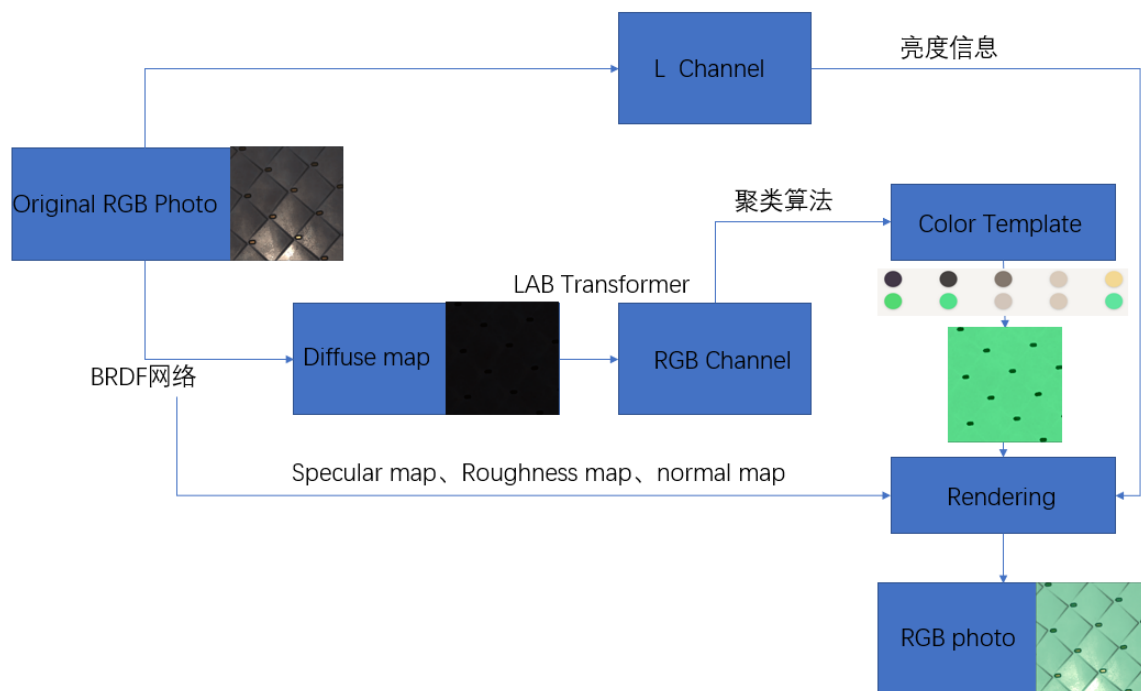 L Channel
亮度信息
Original RGB Photo
聚类算法
Color Template
LAB Transformer
Diffuse map
RGB Channel
BRDF网络
Specular map、Roughness map、normal map
Rendering
RGB photo